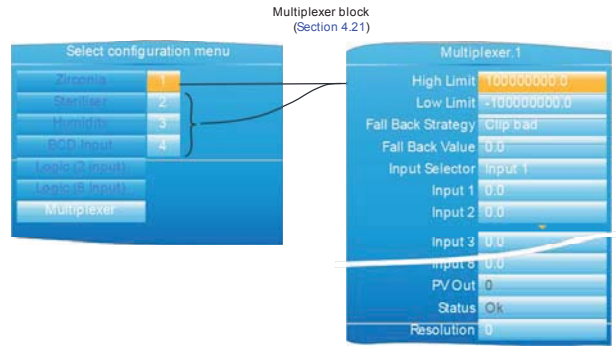 Multiplexer block
(Section 4.21)
Select configuration menu
Zirconia 1
Steriliser 2
Humidity 3
BCD Input 4
Logic (2 input)
Logic (8 input)
Multiplexer
Multiplexer.1
High Limit 100000000.0
Low Limit -100000000.0
Fall Back Strategy Clip bad
Fall Back Value 0.0
Input Selector Input 1
Input 1 0.0
Input 2 0.0
Input 3 0.0
Input 8 0.0
PV Out 0
Status Ok
Resolution 0